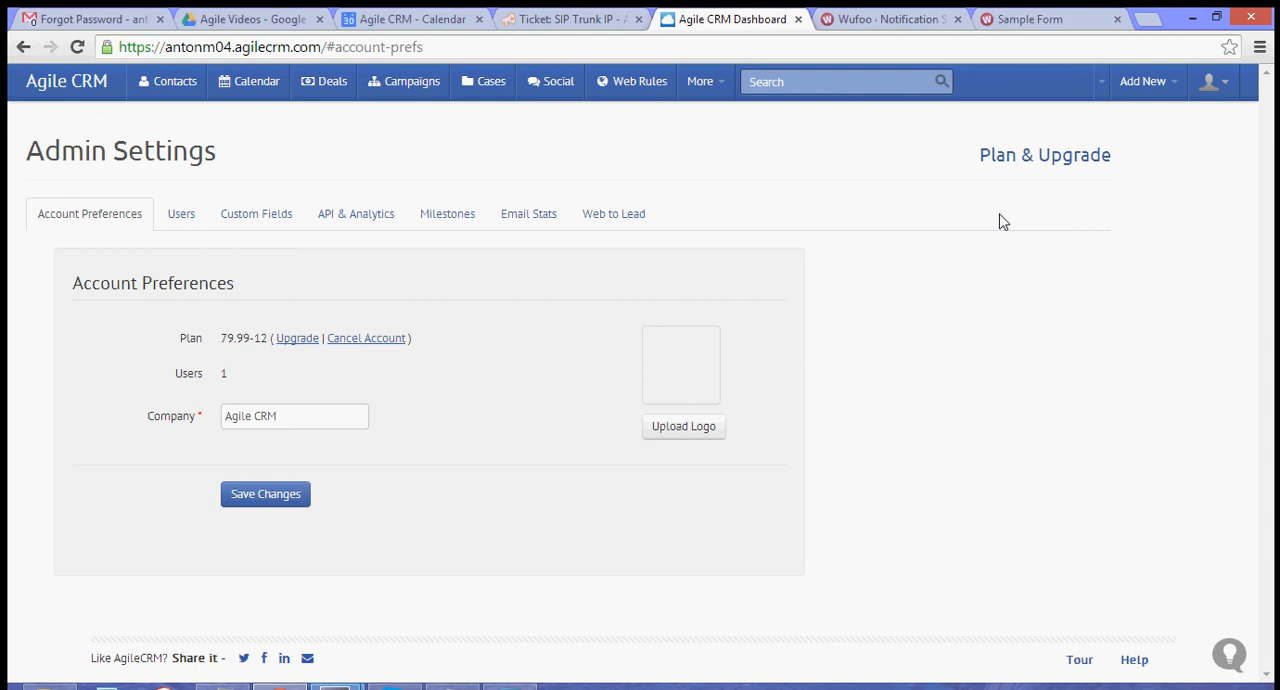 Forgot Password - ant
Agile Videos - Google
30 Agile CRM - Calendar
Ticket: SIP Trunk IP - A
Agile CRM Dashboard
Wufoo · Notification S
Sample Form
https://antonm04.agilecrm.com/#account-prefs
Agile CRM Contacts Calendar Deals Campaigns Cases Social Web Rules More Search Add New
Admin Settings
Plan & Upgrade
Account Preferences Users Custom Fields API & Analytics Milestones Email Stats Web to Lead
Account Preferences
Plan 79.99-12 ( Upgrade | Cancel Account )
Users 1
Company * Agile CRM
Upload Logo
Save Changes
Like AgileCRM? Share it -
Tour Help